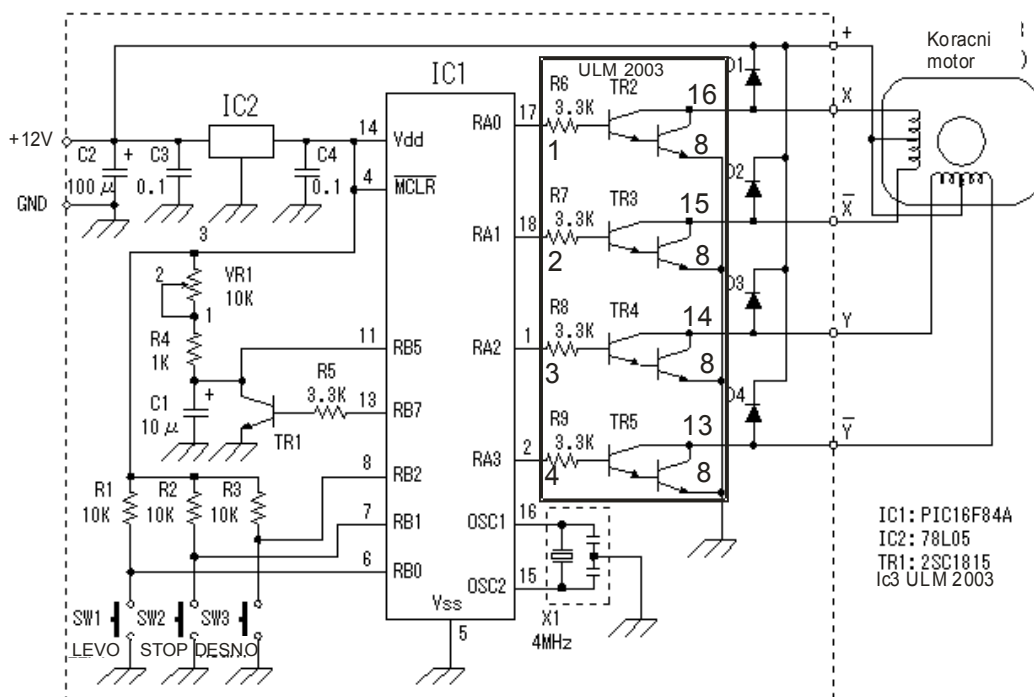 Koracni
motor
+
ULM 2003
D1
IC1
R6
3.3K
TR2
16
X
17
RA0
1
8
IC2
+12V
14
Vdd
C2
+
C3
C4
100 μ
0.1
0.1
4
MCLR
GND
D2
R7
3.3K
TR3
15
X
18
RA1
2
8
3
2
VR1
10K
1
D3
R8
3.3K
TR4
14
Y
R4
1K
11
RB5
RA2
1
3
8
R5
3.3K
+
C1
10 μ
13
RB7
TR1
D4
R9
3.3K
TR5
13
Y
8
RB2
RA3
2
4
8
R1
R2
R3
10K
10K
10K
7
RB1
OSC1
16
6
RB0
OSC2
15
IC1: PIC16F84A
IC2: 78L05
TR1: 2SC1815
Ic3 ULM 2003
Vss
5
SW1
SW2
SW3
X1
4MHz
LEVO
STOP
DESNO